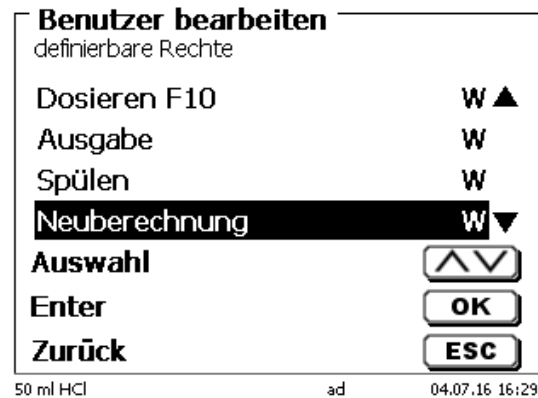 Benutzer bearbeiten
definierbare Rechte
Dosieren F10 W
Ausgabe W
Spülen W
Neuberechnung W
Auswahl
Enter OK
Zurück ESC
50 ml HCl ad 04.07.16 16:29